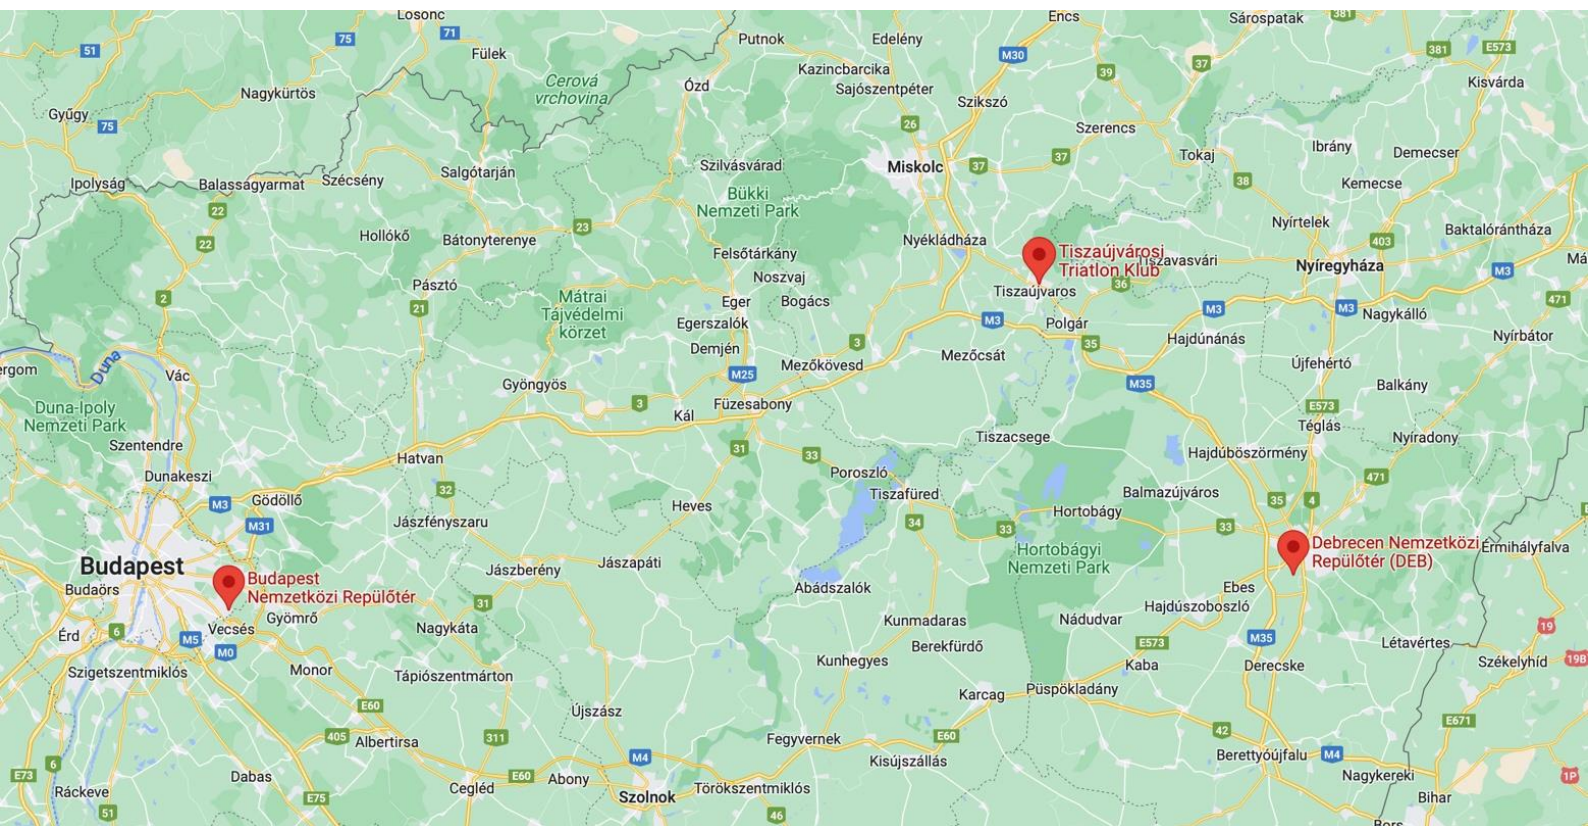 Losonc
Encs
Sárospatak
381
51
75
71
Putnok
Edelény
Fülek
M30
381
E573
Kazincbarcika
37
39
Cerová
vrchovina
Ózd
Sajószentpéter
Kisvárda
Nagykürtös
Szikszó
Gyűgy
75
26
Szerencs
Ibrány
Demecser
Miskolc
37
37
Tokaj
Szilvásvárad
Salgótarján
38
Kemecse
Ipolyság
Balassagyarmat
Szécsény
Bükki
Nemzeti Park
22
Nyírtelek
23
Baktalórántháza
Hollókő
Bátonyterenye
Nyékládháza
403
22
Felsőtárkány
Tiszaújvárosi
Triatlon Klub
Tiszavasvári
Nyíregyháza
M3
Má
Noszvaj
Pásztó
36
Tiszaújváros
2
Mátrai
Tájvédelmi
körzet
Eger
Bogács
471
21
M3
M3
Nagykálló
Egerszalók
M3
Polgár
Nyírbátor
Hajdúnánás
Demjén
3
35
Mezőcsát
Duna
Mezőkövesd
Újfehértó
ergom
Vác
M25
Gyöngyös
M35
Balkány
3
Füzesabony
E573
Duna-Ipoly
Nemzeti Park
Kál
Téglás
Tiszacsege
Nyíradony
Szentendre
31
33
Hajdúböszörmény
Hatvan
Dunakeszi
Poroszló
471
32
Balmazújváros
Tiszafüred
M3
Gödöllő
35
4
Heves
Hortobágy
M31
Jászfényszaru
34
33
33
Debrecen Nemzetközi
Repülőtér (DEB)
Érmihályfalva
Hortobágyi
Nemzeti Park
Budapest
Jászberény
Jászapáti
Budapest
Nemzetközi Repülőtér
Budaörs
Abádszalók
Ebes
31
Hajdúszoboszló
Gyömrő
Kunmadaras
Nádudvar
Vecsés
Nagykáta
19
Érd
6
M5
M35
E573
Létavértes
M0
Berekfürdő
Kunhegyes
Székelyhíd
19B
Szigetszentmiklós
Monor
Tápiószentmárton
Kaba
Derecske
Karcag
Püspökladány
E60
Újszász
E671
42
405
Albertirsa
311
Fegyvernek
E60
M4
Berettyóújfalu
M4
Kisújszállás
6
E73
Dabas
E60
Abony
Nagykereki
1P
Cegléd
Törökszentmiklós
Ráckeve
E75
Szolnok
Bihar
51
46
Bors